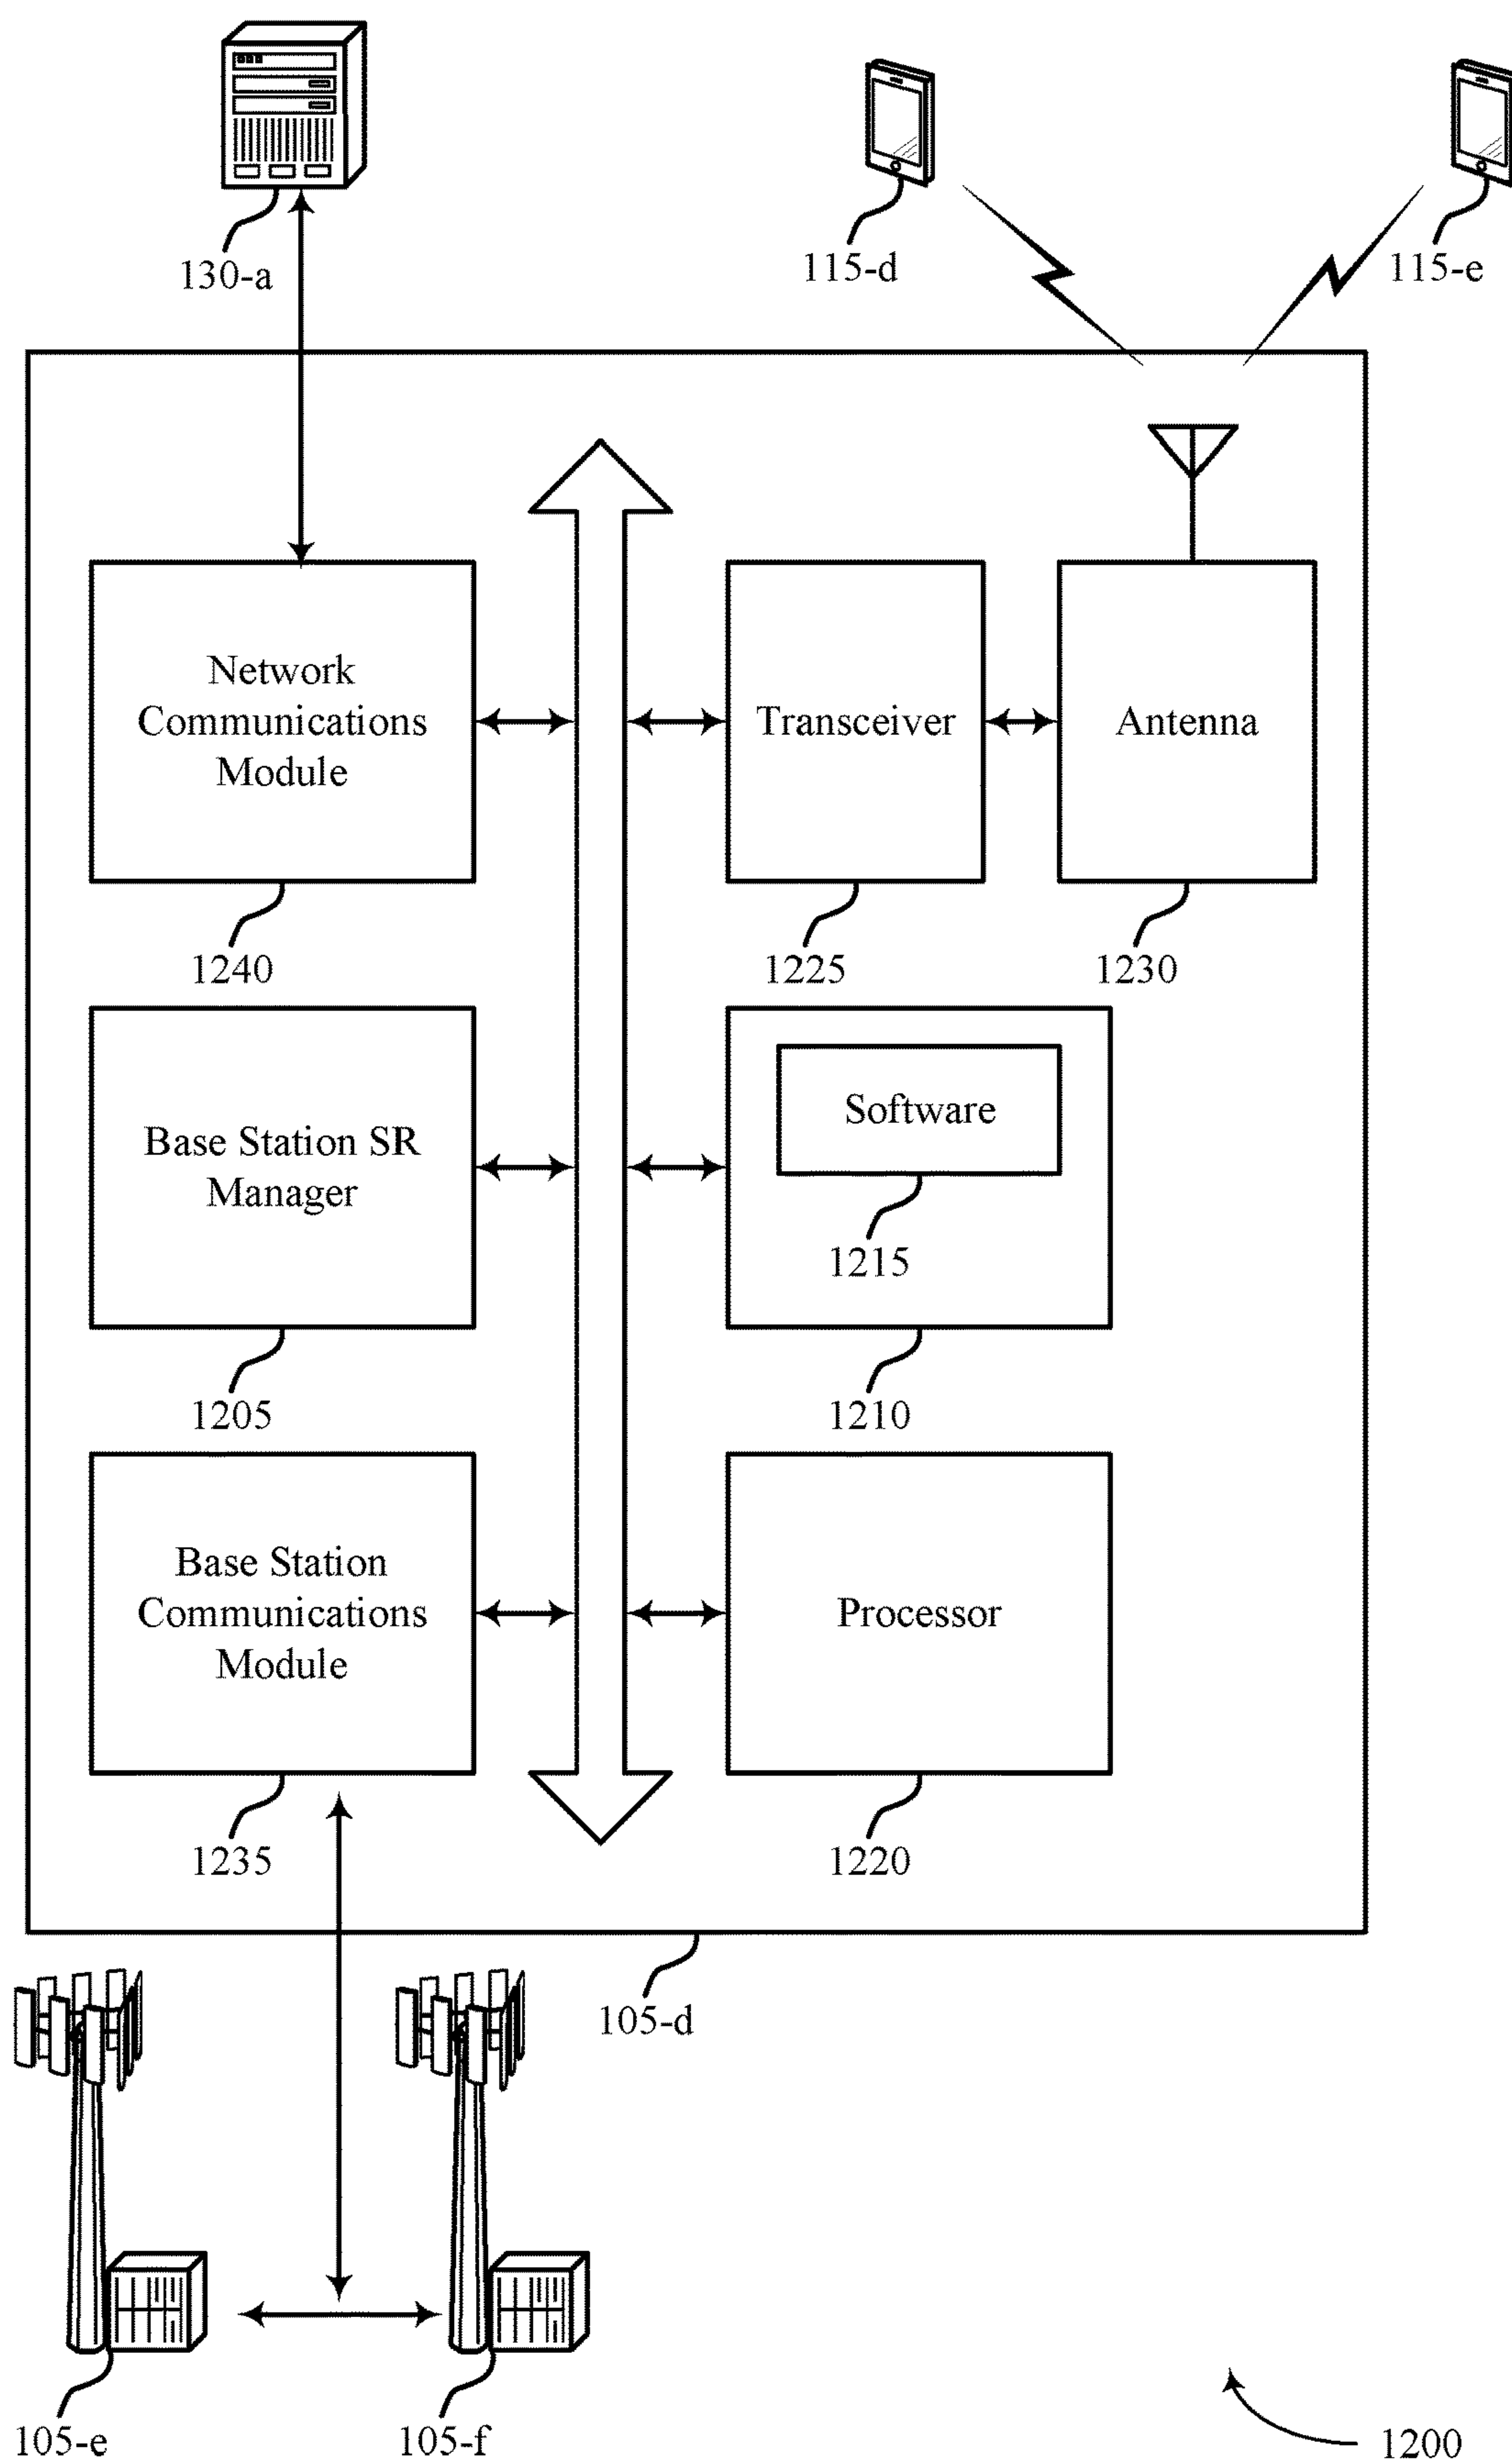 130-a
115-d
115-e
Network
Communications
Module
Transceiver
Antenna
1240
1225
1230
Base Station SR
Manager
Software
1215
1205
1210
Base Station
Communications
Module
Processor
1235
1220
105-d
105-e
105-f
1200